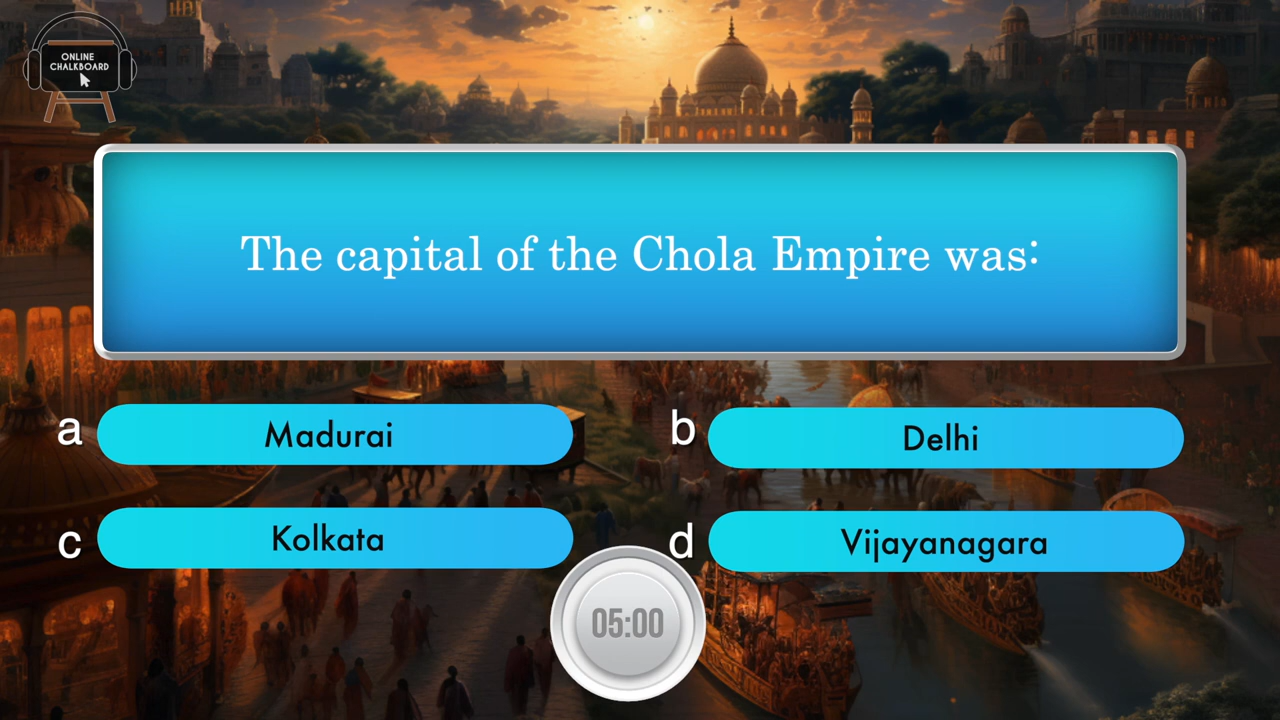 ONLINE
CHALKBOARD
The capital of the Chola Empire was:
a Madurai
b Delhi
c Kolkata
d Vijayanagara
05:00